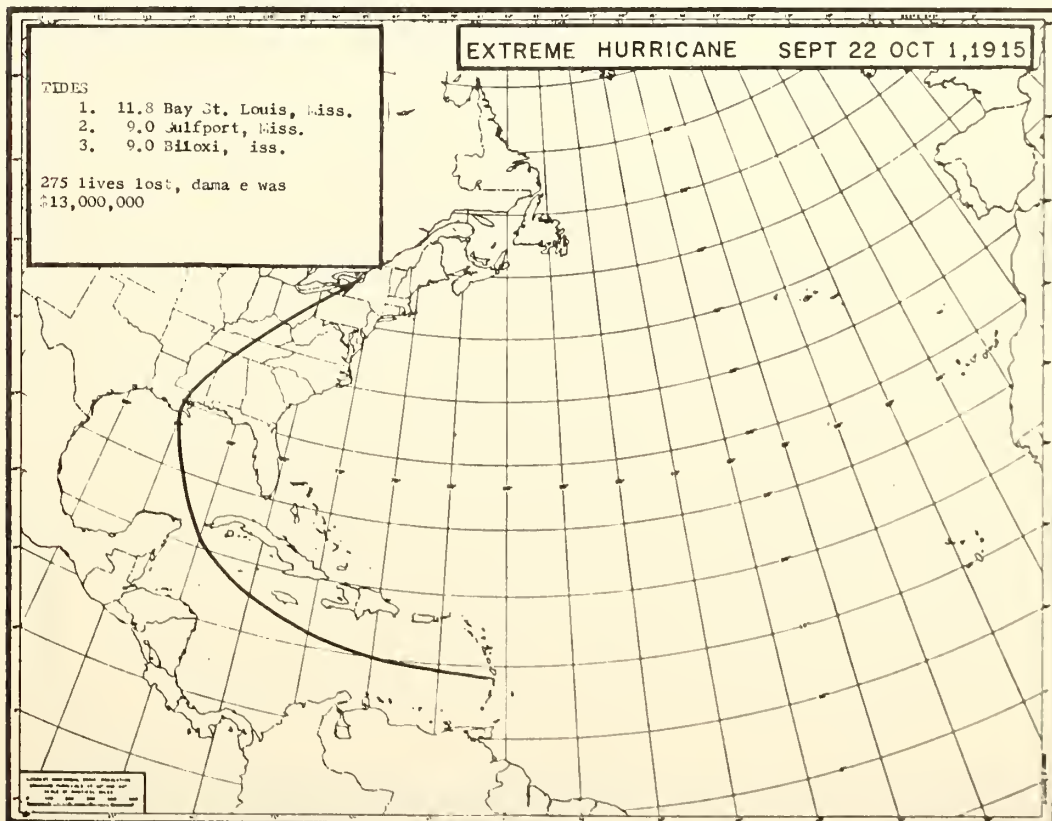 EXTREME HURRICANE SEPT 22 OCT 1,1915
TIDES
1. 11.8 Bay St. Louis, Miss.
2. 9.0 Gulfport, Miss.
3. 9.0 Biloxi, iss.
275 lives lost, dama e was
$13,000,000